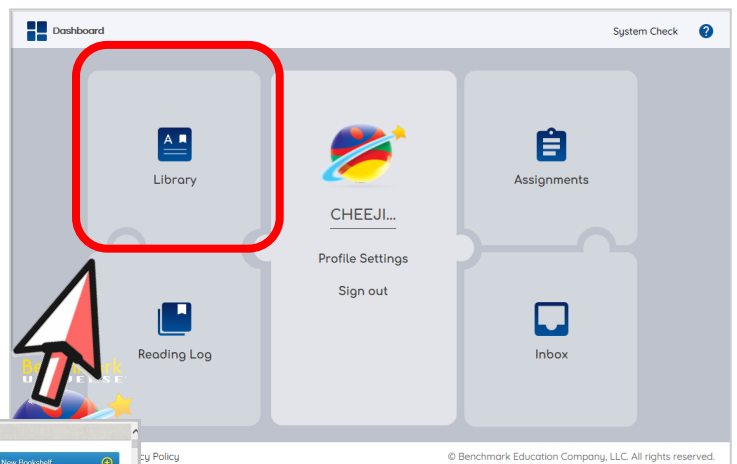 Dashboard
System Check ?
Library
CHEEJI...
Assignments
Profile Settings
Sign out
Reading Log
Inbox
UNIVERSE
New Bookshelf
cy Policy
© Benchmark Education Company, LLC. All rights reserved.